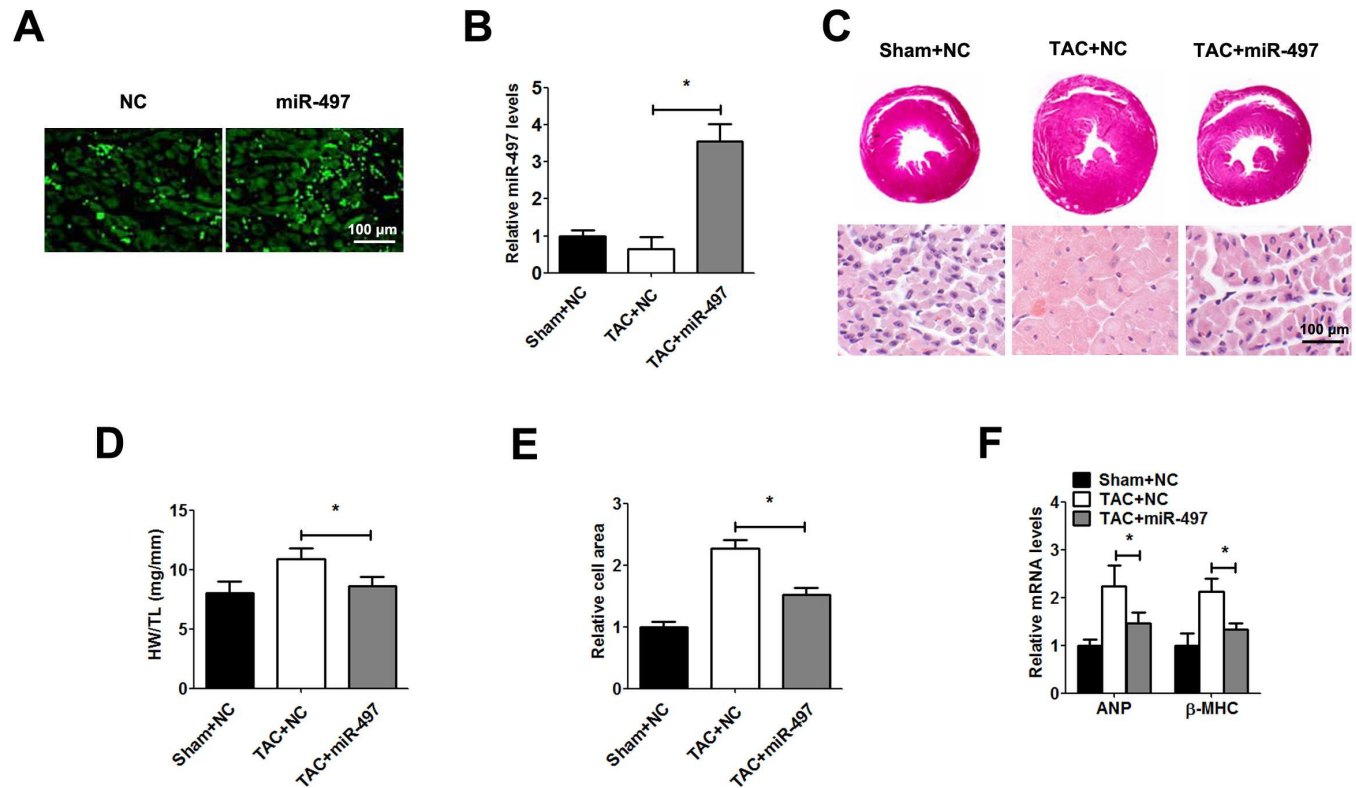 A
NC
miR-497
100 µm
B
Relative miR-497 levels
5
4
3
2
1
0
*
Sham+NC
TAC+NC
TAC+miR-497
C
Sham+NC
TAC+NC
TAC+miR-497
100 µm
D
HW/TL (mg/mm)
15
10
5
0
*
Sham+NC
TAC+NC
TAC+miR-497
E
Relative cell area
3
2
1
0
*
Sham+NC
TAC+NC
TAC+miR-497
F
Sham+NC
TAC+NC
TAC+miR-497
Relative mRNA levels
4
3
2
1
0
*
*
ANP
β-MHC